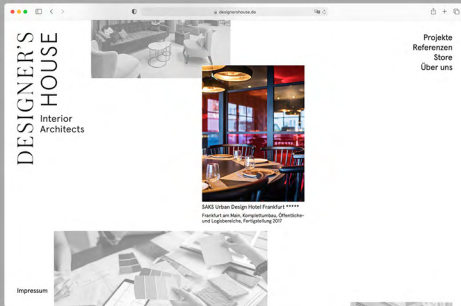 designershouse.de
DESIGNER'S
HOUSE
Interior
Architects
Projekte
Referenzen
Store
Über uns
SAKS Urban Design Hotel Frankfurt *****
Frankfurt am Main, Komplettumbau, Öffentliche-
und Logisbereiche, Fertigstellung 2017
Impressum